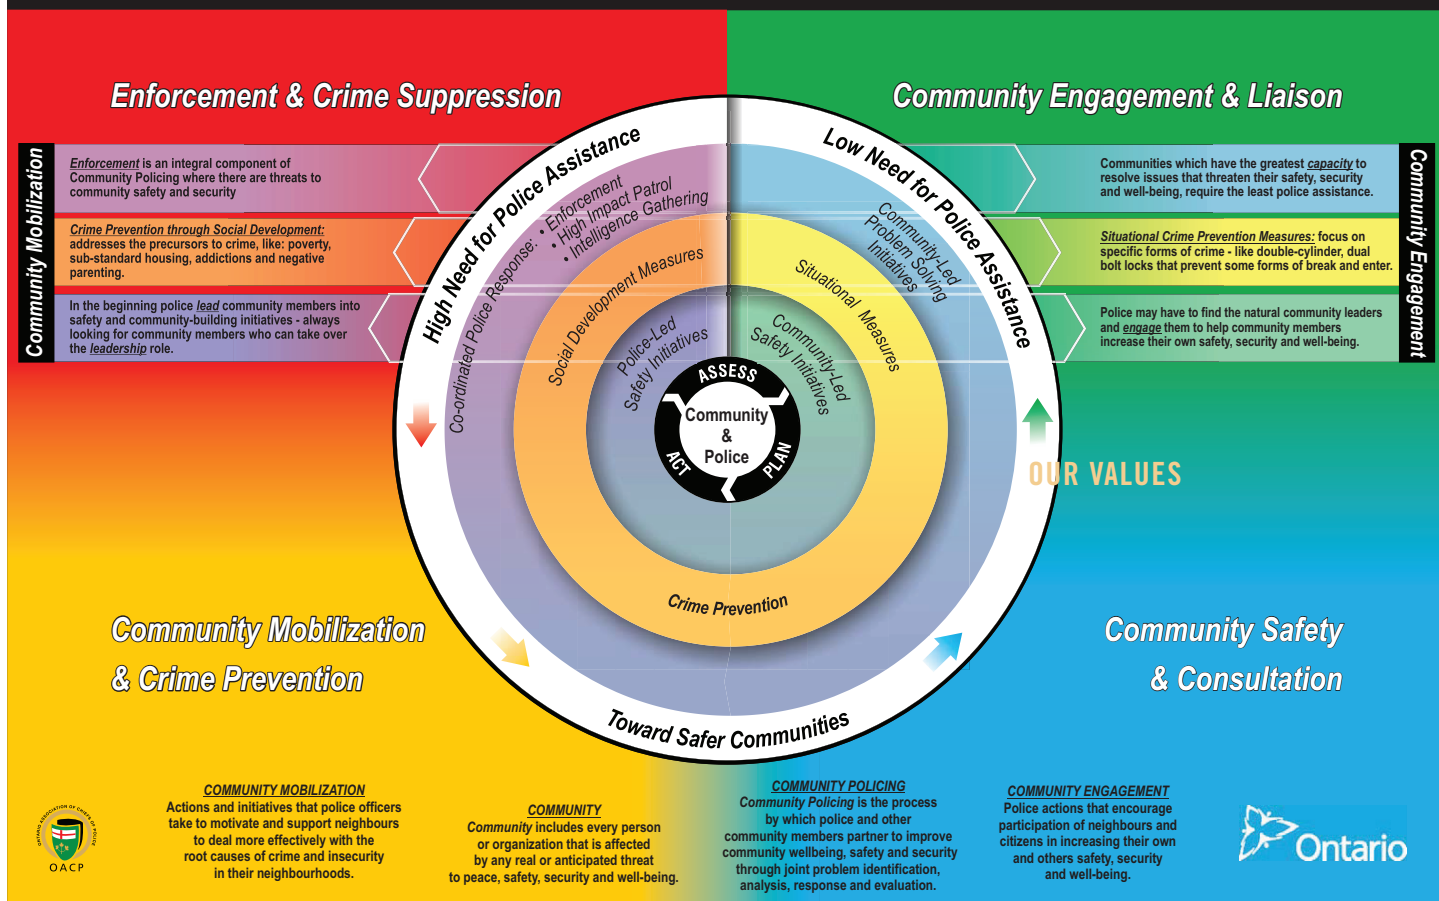 Enforcement & Crime Suppression
Community Engagement & Liaison
Community Mobilization
Enforcement is an integral component of
Community Policing where there are threats to
community safety and security
Crime Prevention through Social Development:
addresses the precursors to crime, like: poverty,
sub-standard housing, addictions and negative
parenting.
In the beginning police lead community members into
safety and community-building initiatives - always
looking for community members who can take over
the leadership role.
High Need for Police Assistance
Low Need for Police Assistance
Co-ordinated Police Response:
• Enforcement
• High Impact Patrol
• Intelligence Gathering
Social Development Measures
Police-Led
Safety Initiatives
Community-Led
Problem Solving
Initiatives
Situational Measures
Community-Led
Safety Initiatives
ASSESS
PLAN
ACT
Community
&
Police
Crime Prevention
Toward Safer Communities
Communities which have the greatest capacity to
resolve issues that threaten their safety, security
and well-being, require the least police assistance.
Situational Crime Prevention Measures: focus on
specific forms of crime - like double-cylinder, dual
bolt locks that prevent some forms of break and enter.
Police may have to find the natural community leaders
and engage them to help community members
increase their own safety, security and well-being.
Community Engagement
OUR VALUES
Community Mobilization
& Crime Prevention
Community Safety
& Consultation
ONTARIO ASSOCIATION OF CHIEFS OF POLICE
OACP
COMMUNITY MOBILIZATION
Actions and initiatives that police officers
take to motivate and support neighbours
to deal more effectively with the
root causes of crime and insecurity
in their neighbourhoods.
COMMUNITY
Community includes every person
or organization that is affected
by any real or anticipated threat
to peace, safety, security and well-being.
COMMUNITY POLICING
Community Policing is the process
by which police and other
community members partner to improve
community wellbeing, safety and security
through joint problem identification,
analysis, response and evaluation.
COMMUNITY ENGAGEMENT
Police actions that encourage
participation of neighbours and
citizens in increasing their own
and others safety, security
and well-being.
Ontario